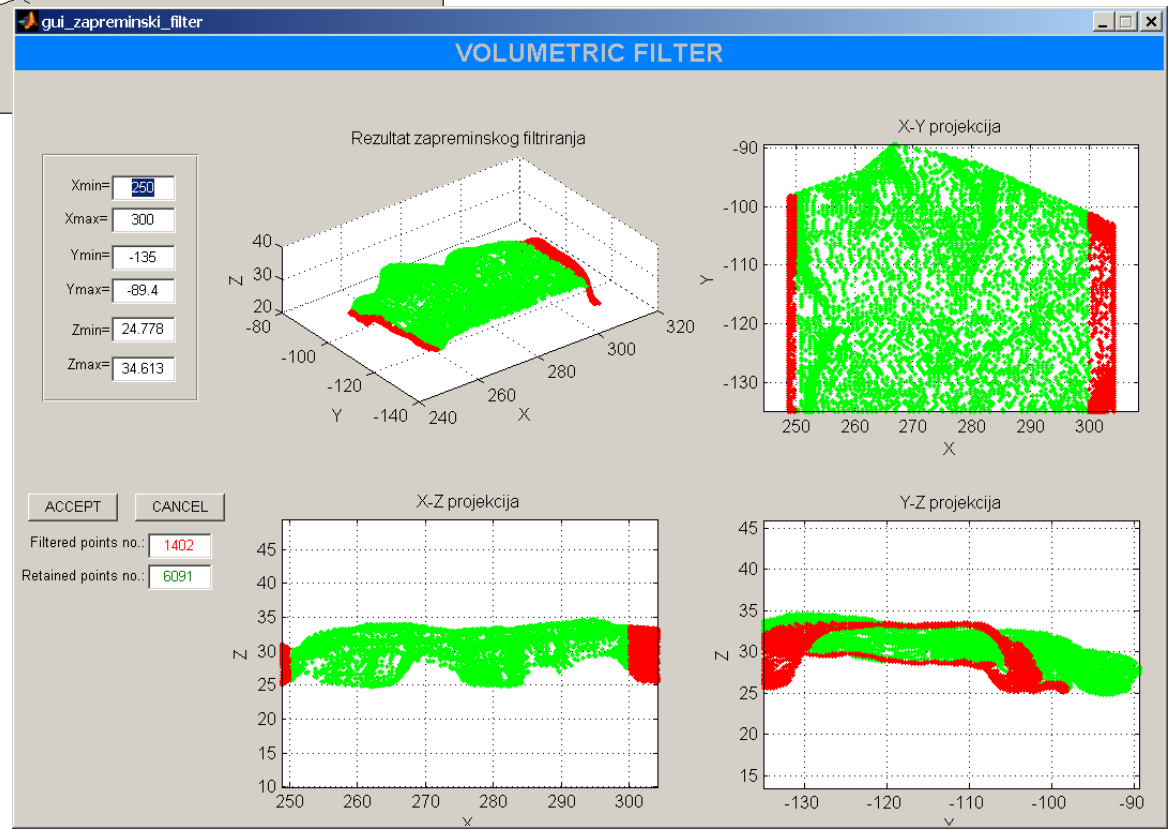 gui_zapreminski_filter
VOLUMETRIC FILTER
Xmin= 250
Xmax= 300
Ymin= -135
Ymax= -89.4
Zmin= 24.778
Zmax= 34.613
ACCEPT CANCEL
Filtered points no.: 1402
Retained points no.: 6091
Rezultat zapreminskog filtriranja
40
30
20
Z
-80
-100
-120
-140
Y
240
260
280
300
320
X
X-Y projekcija
-90
-100
-110
-120
-130
Y
250 260 270 280 290 300
X
X-Z projekcija
45
40
35
30
25
20
15
10
Z
250 260 270 280 290 300
X
Y-Z projekcija
45
40
35
30
25
20
15
Z
-130 -120 -110 -100 -90
Y